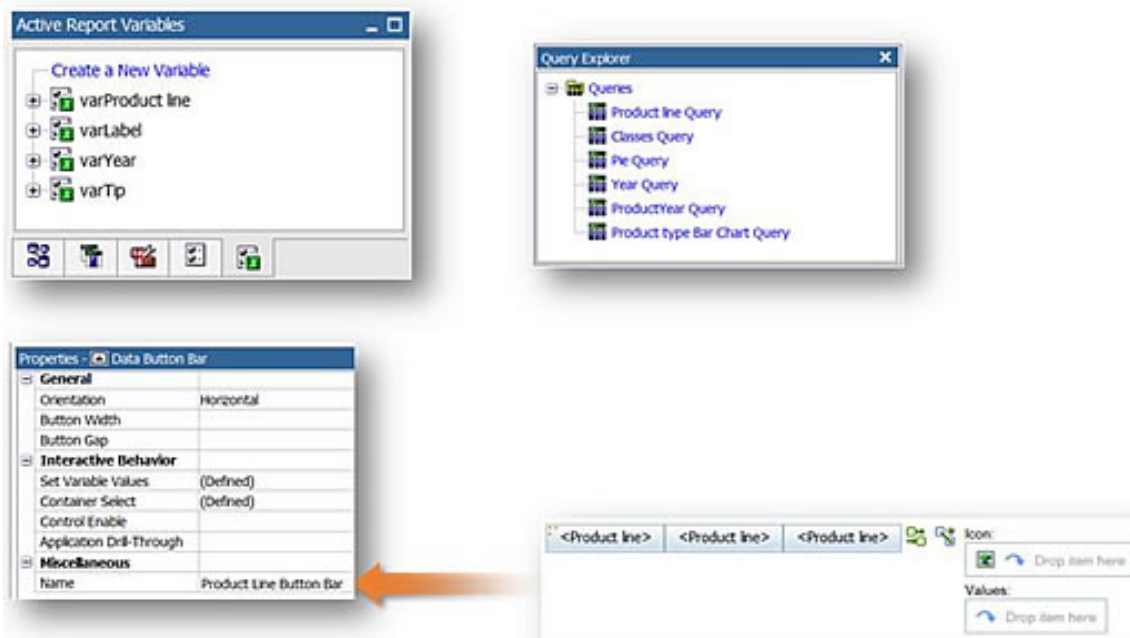 Active Report Variables
Create a New Variable
varProduct line
varLabel
varYear
varTip
Query Explorer
Queries
Product line Query
Classes Query
Pie Query
Year Query
ProductYear Query
Product type Bar Chart Query
Properties - Data Button Bar
General
Orientation Horizontal
Button Width
Button Gap
Interactive Behavior
Set Variable Values (Defined)
Container Select (Defined)
Control Enable
Application Drill-Through
Miscellaneous
Name Product Line Button Bar
<Product line> <Product line> <Product line> Icon:
Drop item here
Values:
Drop item here